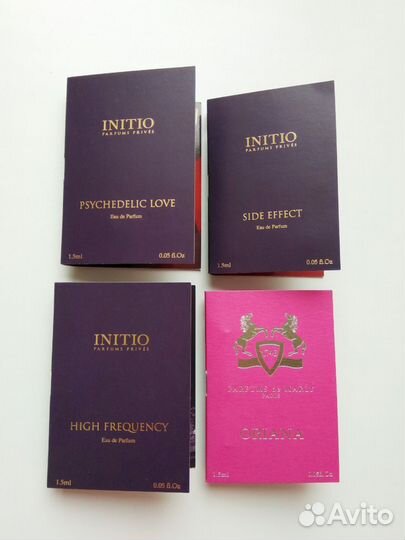 INITIO
PARFUMS PRIVÉS
PSYCHEDELIC LOVE
Eau de Parfum
1.5ml 0.05 fl.Oz
INITIO
PARFUMS PRIVÉS
SIDE EFFECT
Eau de Parfum
1.5ml 0.05 fl.Oz
INITIO
PARFUMS PRIVÉS
HIGH FREQUENCY
Eau de Parfum
1.5ml 0.05 fl.Oz
PARFUMS de MARLY
PARIS
ORIANA
1.5ml
Avito